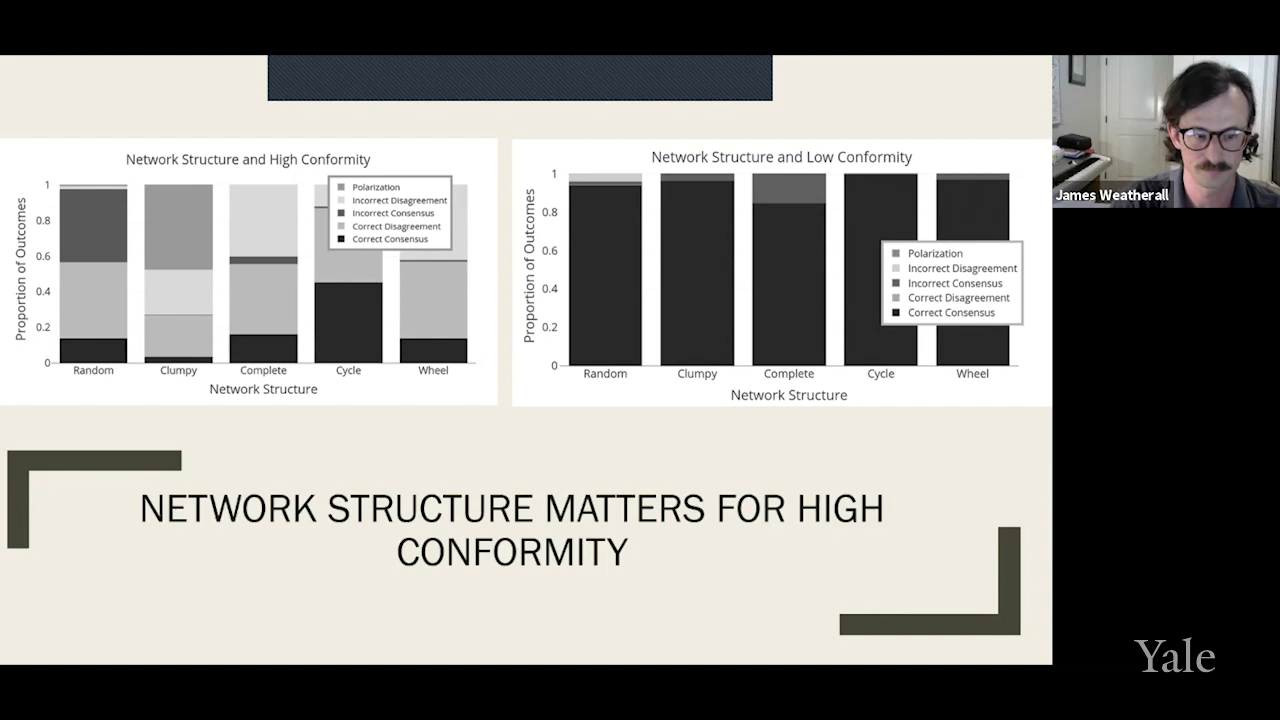 Network Structure and High Conformity
Proportion of Outcomes
1
0.8
0.6
0.4
0.2
0
Polarization
Incorrect Disagreement
Incorrect Consensus
Correct Disagreement
Correct Consensus
Random Clumpy Complete Cycle Wheel
Network Structure
Network Structure and Low Conformity
Proportion of Outcomes
1
0.8
0.6
0.4
0.2
0
Polarization
Incorrect Disagreement
Incorrect Consensus
Correct Disagreement
Correct Consensus
Random Clumpy Complete Cycle Wheel
Network Structure
James Weatherall
NETWORK STRUCTURE MATTERS FOR HIGH
CONFORMITY
Yale